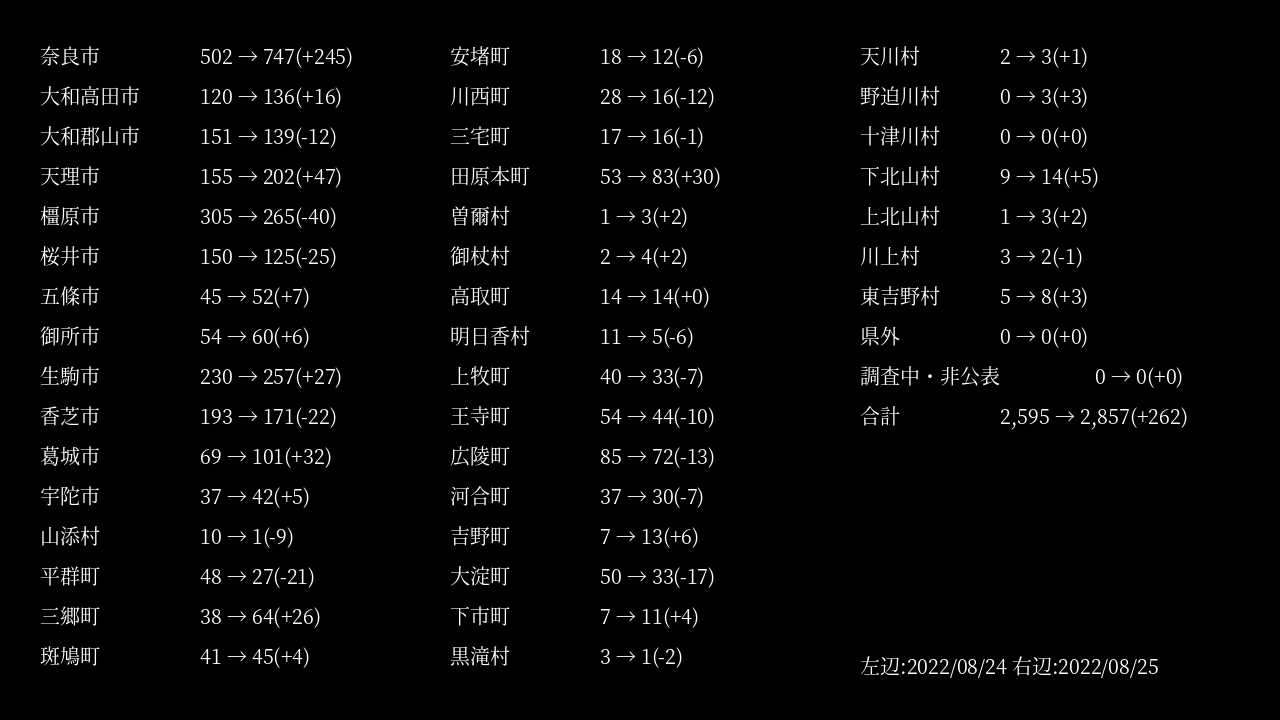 奈良市 502 → 747(+245)
大和高田市 120 → 136(+16)
大和郡山市 151 → 139(-12)
天理市 155 → 202(+47)
橿原市 305 → 265(-40)
桜井市 150 → 125(-25)
五條市 45 → 52(+7)
御所市 54 → 60(+6)
生駒市 230 → 257(+27)
香芝市 193 → 171(-22)
葛城市 69 → 101(+32)
宇陀市 37 → 42(+5)
山添村 10 → 1(-9)
平群町 48 → 27(-21)
三郷町 38 → 64(+26)
斑鳩町 41 → 45(+4)
安堵町 18 → 12(-6)
川西町 28 → 16(-12)
三宅町 17 → 16(-1)
田原本町 53 → 83(+30)
曽爾村 1 → 3(+2)
御杖村 2 → 4(+2)
高取町 14 → 14(+0)
明日香村 11 → 5(-6)
上牧町 40 → 33(-7)
王寺町 54 → 44(-10)
広陵町 85 → 72(-13)
河合町 37 → 30(-7)
吉野町 7 → 13(+6)
大淀町 50 → 33(-17)
下市町 7 → 11(+4)
黒滝村 3 → 1(-2)
天川村 2 → 3(+1)
野迫川村 0 → 3(+3)
十津川村 0 → 0(+0)
下北山村 9 → 14(+5)
上北山村 1 → 3(+2)
川上村 3 → 2(-1)
東吉野村 5 → 8(+3)
県外 0 → 0(+0)
調査中・非公表 0 → 0(+0)
合計 2,595 → 2,857(+262)
左辺:2022/08/24 右辺:2022/08/25